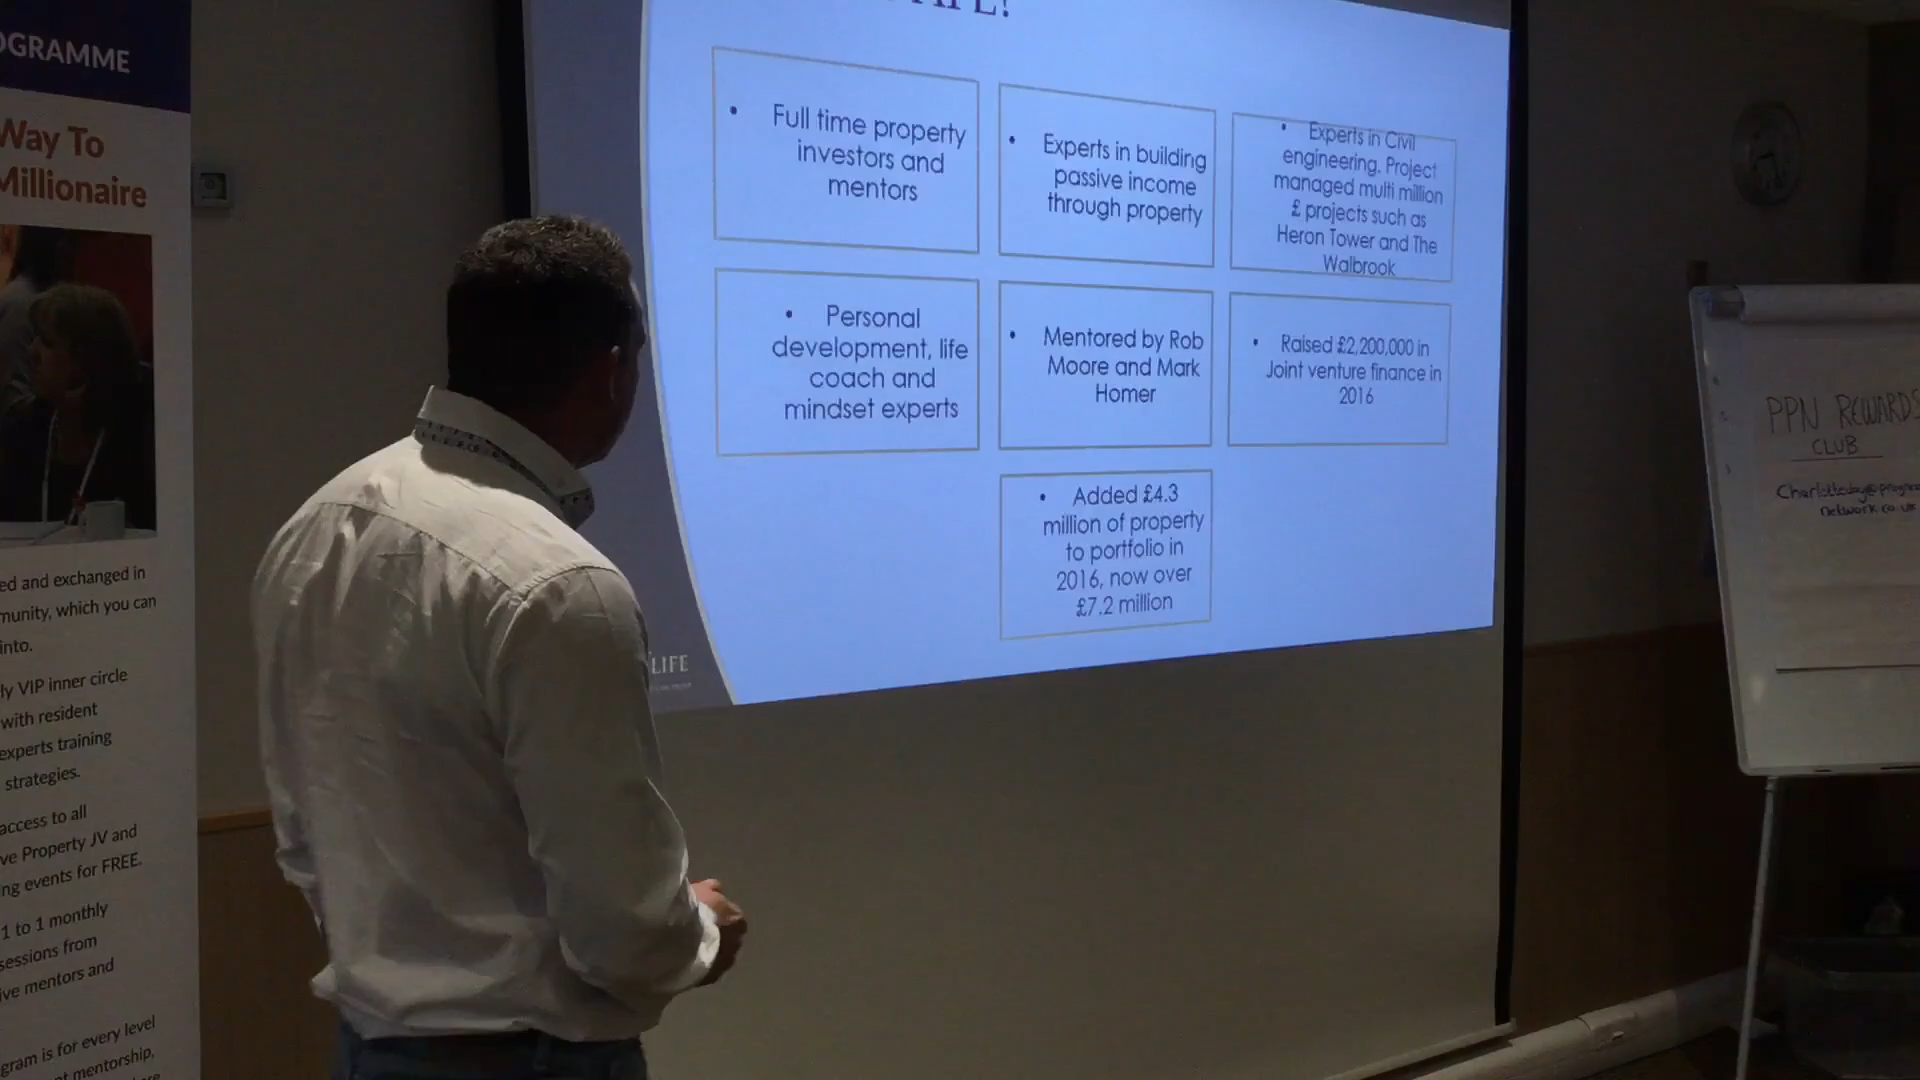 OGRAMME
Way To
Millionaire
ed and exchanged in
munity, which you can
into.
ly VIP inner circle
with resident
experts training
strategies.
access to all
ve Property JV and
ng events for FREE.
1 to 1 monthly
sessions from
ive mentors and
gram is for every level
nt mentorship,
• Full time property
investors and
mentors
• Experts in building
passive income
through property
• Experts in Civil
engineering. Project
managed multi million
£ projects such as
Heron Tower and The
Walbrook
• Personal
development, life
coach and
mindset experts
• Mentored by Rob
Moore and Mark
Homer
• Raised £2,200,000 in
Joint venture finance in
2016
• Added £4.3
million of property
to portfolio in
2016, now over
£7.2 million
LIFE
PPN REWARDS
CLUB
network.co.uk